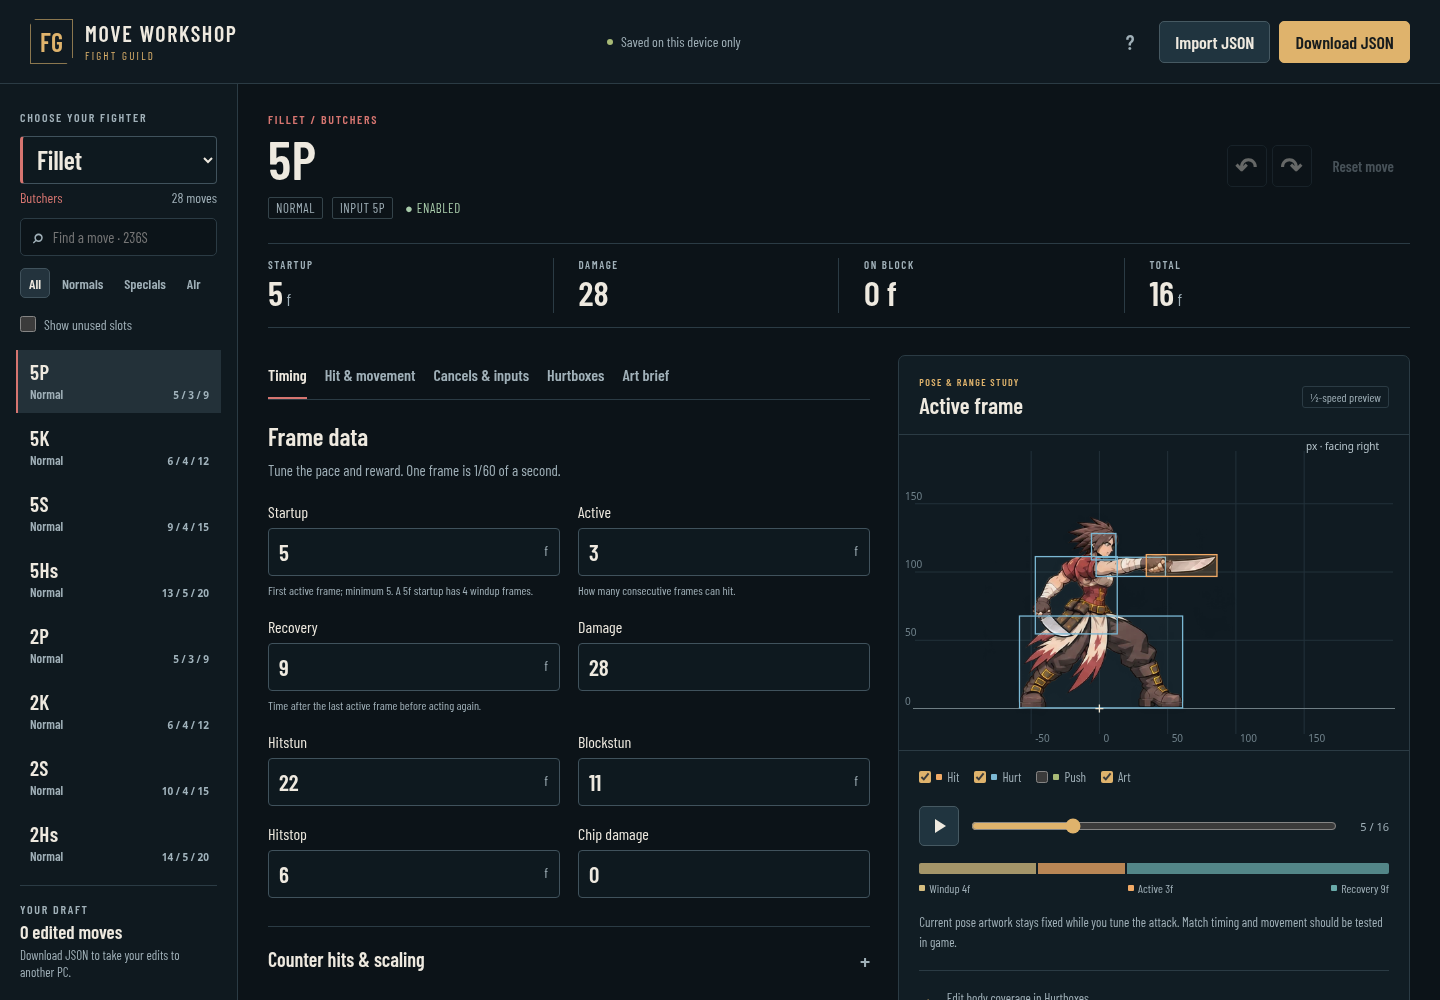 FG
MOVE WORKSHOP
FIGHT GUILD
Saved on this device only
?
Import JSON
Download JSON
CHOOSE YOUR FIGHTER
Fillet
Butchers
28 moves
Find a move · 236S
All
Normals
Specials
Air
Show unused slots
5P
Normal
5 / 3 / 9
5K
Normal
6 / 4 / 12
5S
Normal
9 / 4 / 15
5Hs
Normal
13 / 5 / 20
2P
Normal
5 / 3 / 9
2K
Normal
6 / 4 / 12
2S
Normal
10 / 4 / 15
2Hs
Normal
14 / 5 / 20
YOUR DRAFT
0 edited moves
Download JSON to take your edits to
another PC.
FILLET / BUTCHERS
5P
NORMAL
INPUT 5P
ENABLED
Reset move
STARTUP
5 f
DAMAGE
28
ON BLOCK
0 f
TOTAL
16 f
Timing
Hit & movement
Cancels & inputs
Hurtboxes
Art brief
Frame data
Tune the pace and reward. One frame is 1/60 of a second.
Startup
5 f
First active frame; minimum 5. A 5f startup has 4 windup frames.
Active
3 f
How many consecutive frames can hit.
Recovery
9 f
Time after the last active frame before acting again.
Damage
28
Hitstun
22 f
Blockstun
11 f
Hitstop
6 f
Chip damage
0
Counter hits & scaling
+
POSE & RANGE STUDY
Active frame
½-speed preview
px · facing right
150
100
50
0
-50
0
50
100
150
Hit
Hurt
Push
Art
5 / 16
Windup 4f
Active 3f
Recovery 9f
Current pose artwork stays fixed while you tune the attack. Match timing and movement should be tested
in game.
Edit body coverage in Hurtboxes